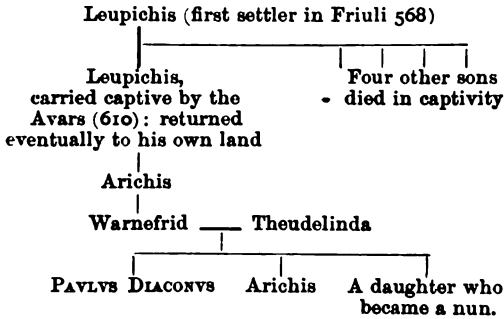 Leupichis (first settler in Friuli 568)
Leupichis,
carried captive by the
Avars (610): returned
eventually to his own land
Four other sons
died in captivity
Arichis
Warnefrid Theudelinda
PAVLVS DIACONVS Arichis A daughter who
became a nun.